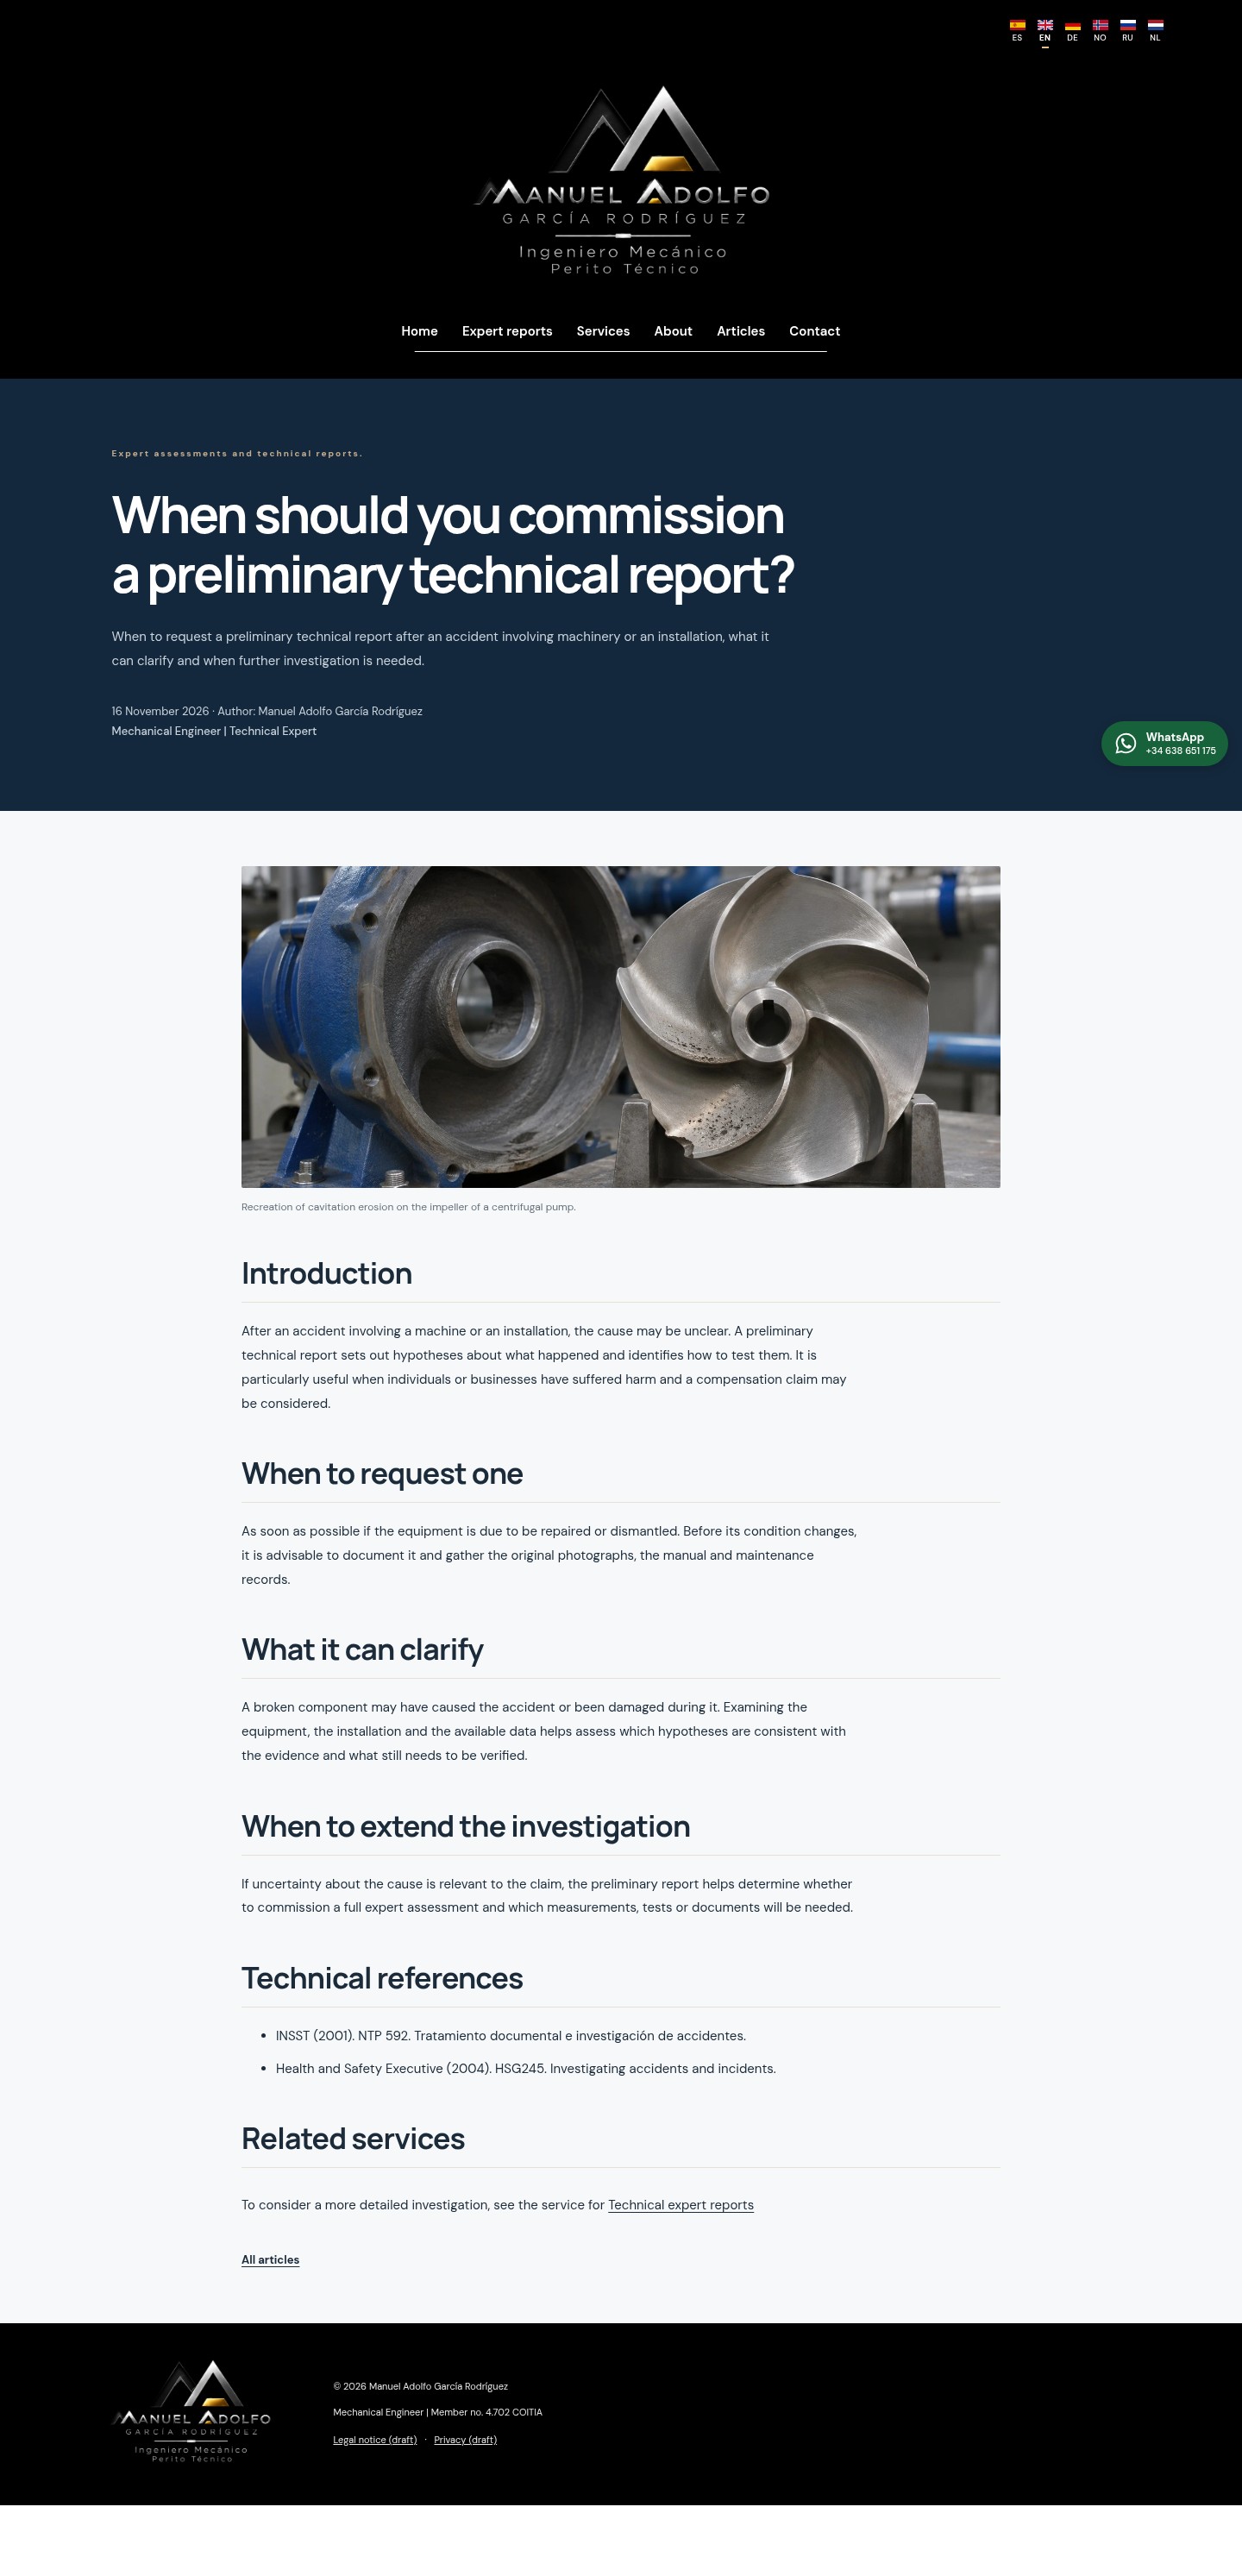 ES EN DE NO RU NL
MANUEL ADOLFO
GARCÍA RODRÍGUEZ
Ingeniero Mecánico
Perito Técnico
Home Expert reports Services About Articles Contact
Expert assessments and technical reports.
When should you commission
a preliminary technical report?
When to request a preliminary technical report after an accident involving machinery or an installation, what it
can clarify and when further investigation is needed.
16 November 2026 · Author: Manuel Adolfo García Rodríguez
Mechanical Engineer | Technical Expert
WhatsApp
+34 638 651 175
Recreation of cavitation erosion on the impeller of a centrifugal pump.
Introduction
After an accident involving a machine or an installation, the cause may be unclear. A preliminary
technical report sets out hypotheses about what happened and identifies how to test them. It is
particularly useful when individuals or businesses have suffered harm and a compensation claim may
be considered.
When to request one
As soon as possible if the equipment is due to be repaired or dismantled. Before its condition changes,
it is advisable to document it and gather the original photographs, the manual and maintenance
records.
What it can clarify
A broken component may have caused the accident or been damaged during it. Examining the
equipment, the installation and the available data helps assess which hypotheses are consistent with
the evidence and what still needs to be verified.
When to extend the investigation
If uncertainty about the cause is relevant to the claim, the preliminary report helps determine whether
to commission a full expert assessment and which measurements, tests or documents will be needed.
Technical references
• INSST (2001). NTP 592. Tratamiento documental e investigación de accidentes.
• Health and Safety Executive (2004). HSG245. Investigating accidents and incidents.
Related services
To consider a more detailed investigation, see the service for Technical expert reports
All articles
MANUEL ADOLFO
GARCÍA RODRÍGUEZ
Ingeniero Mecánico
Perito Técnico
© 2026 Manuel Adolfo García Rodríguez
Mechanical Engineer | Member no. 4.702 COITIA
Legal notice (draft) · Privacy (draft)